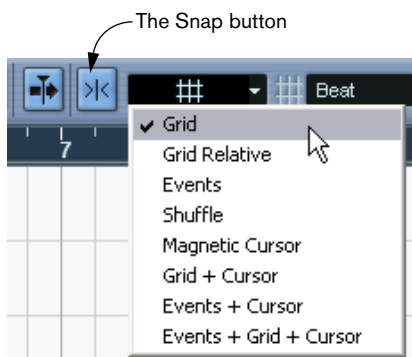 The Snap button
Beat
7
Grid
Grid Relative
Events
Shuffle
Magnetic Cursor
Grid + Cursor
Events + Cursor
Events + Grid + Cursor